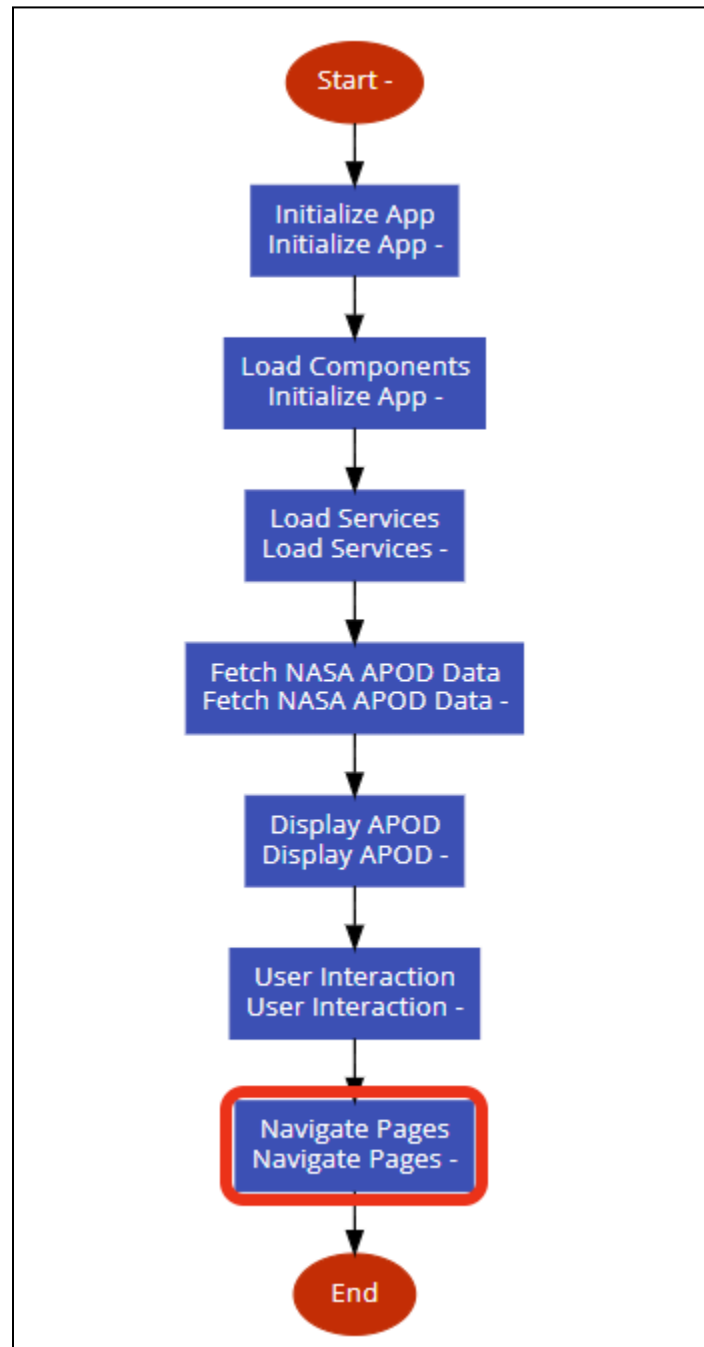 Start -
Initialize App
Initialize App -
Load Components
Initialize App -
Load Services
Load Services -
Fetch NASA APOD Data
Fetch NASA APOD Data -
Display APOD
Display APOD -
User Interaction
User Interaction -
Navigate Pages
Navigate Pages -
End